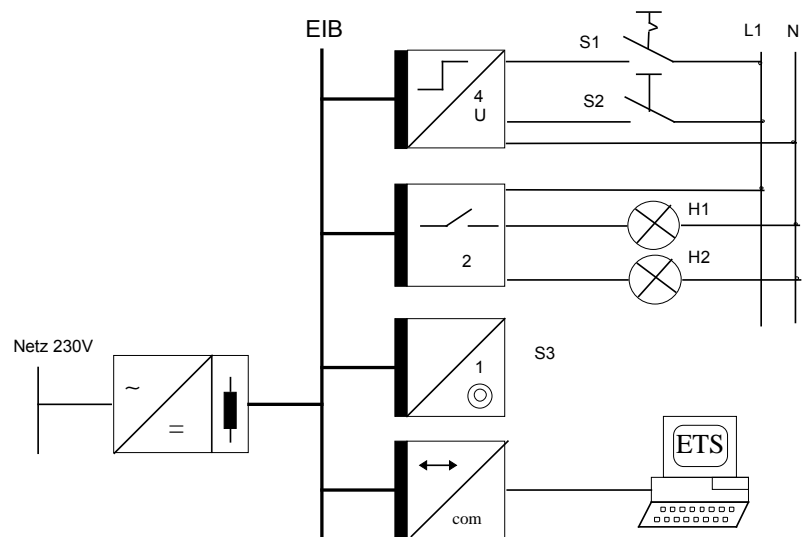 EIB
S1
L1
N
4
U
S2
H1
2
H2
Netz 230V
1
S3
~
=
ETS
com